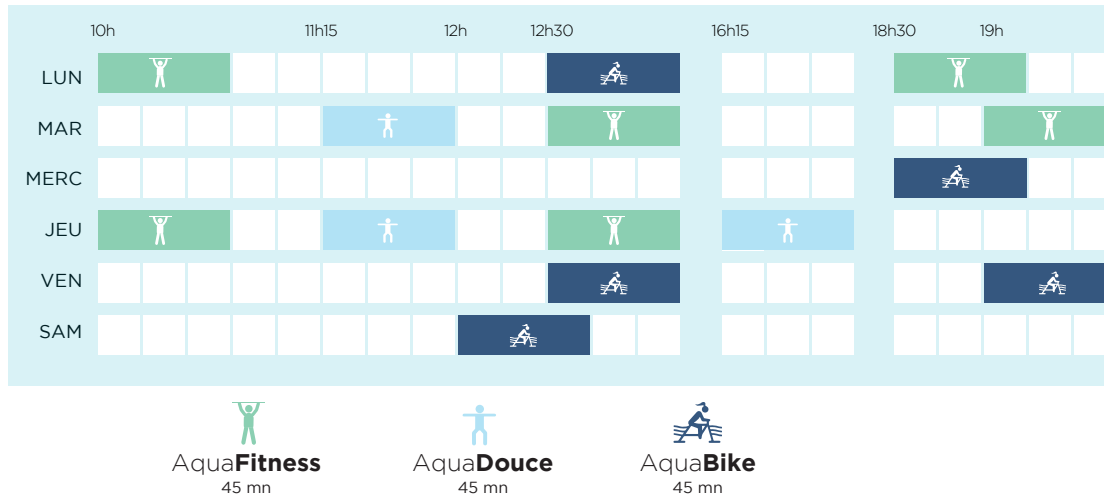 10h 11h15 12h 12h30 16h15 18h30 19h
LUN
MAR
MERC
JEU
VEN
SAM
AquaFitness AquaDouce AquaBike
45 mn 45 mn 45 mn